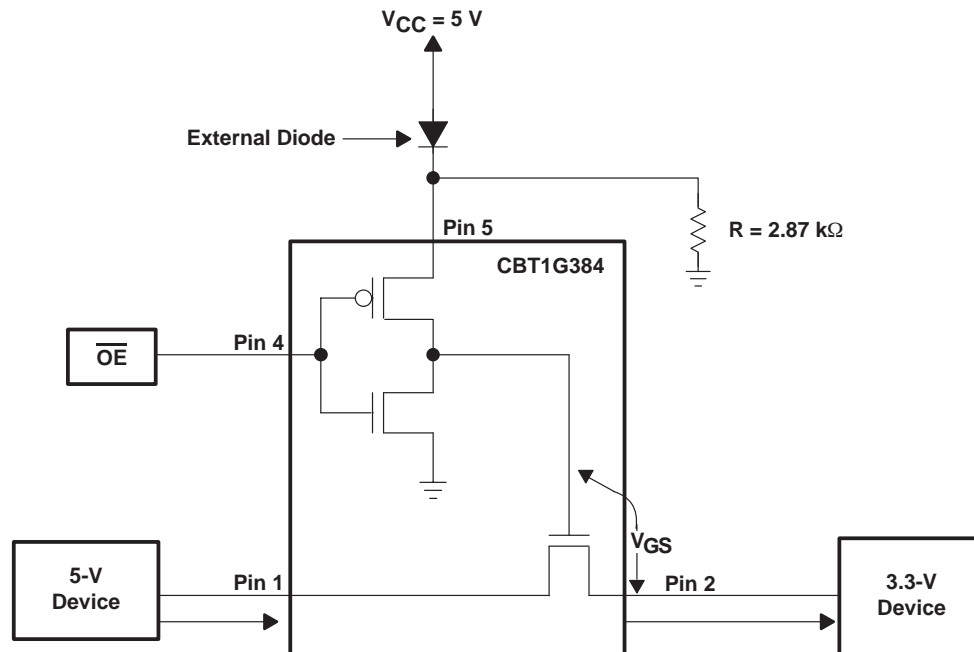 VCC = 5 V
External Diode
Pin 5
R = 2.87 kΩ
CBT1G384
OE
Pin 4
VGS
5-V
Device
Pin 1
Pin 2
3.3-V
Device